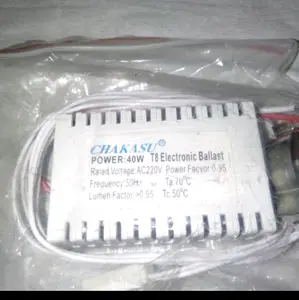 CHAKASU
POWER:40W T8 Electronic Ballast
Rated Voltage:AC220V Power Factor:0.95
Frequency:50Hz Ta 70°C
Lumen Factor:>0.95 Tc 50°C